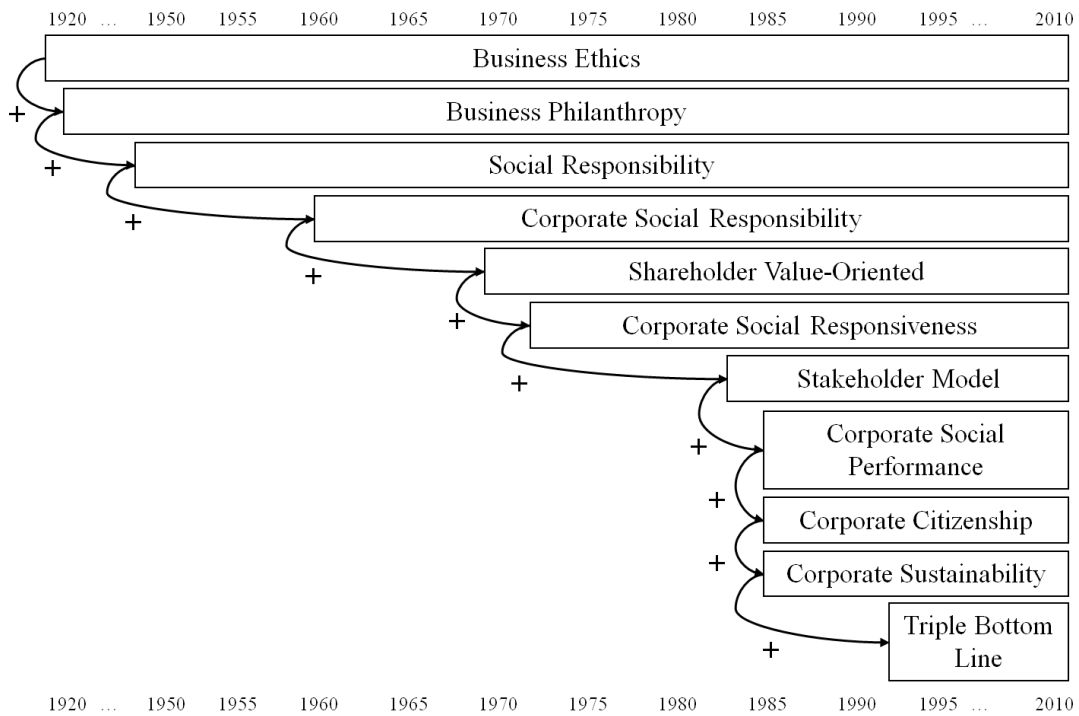 1920 ... 1950 1955 1960 1965 1970 1975 1980 1985 1990 1995 ... 2010
Business Ethics
+
Business Philanthropy
+
Social Responsibility
+
Corporate Social Responsibility
+
Shareholder Value-Oriented
+
Corporate Social Responsiveness
+
Stakeholder Model
+
Corporate Social
Performance
+
Corporate Citizenship
+
Corporate Sustainability
+
Triple Bottom
Line
1920 ... 1950 1955 1960 1965 1970 1975 1980 1985 1990 1995 ... 2010